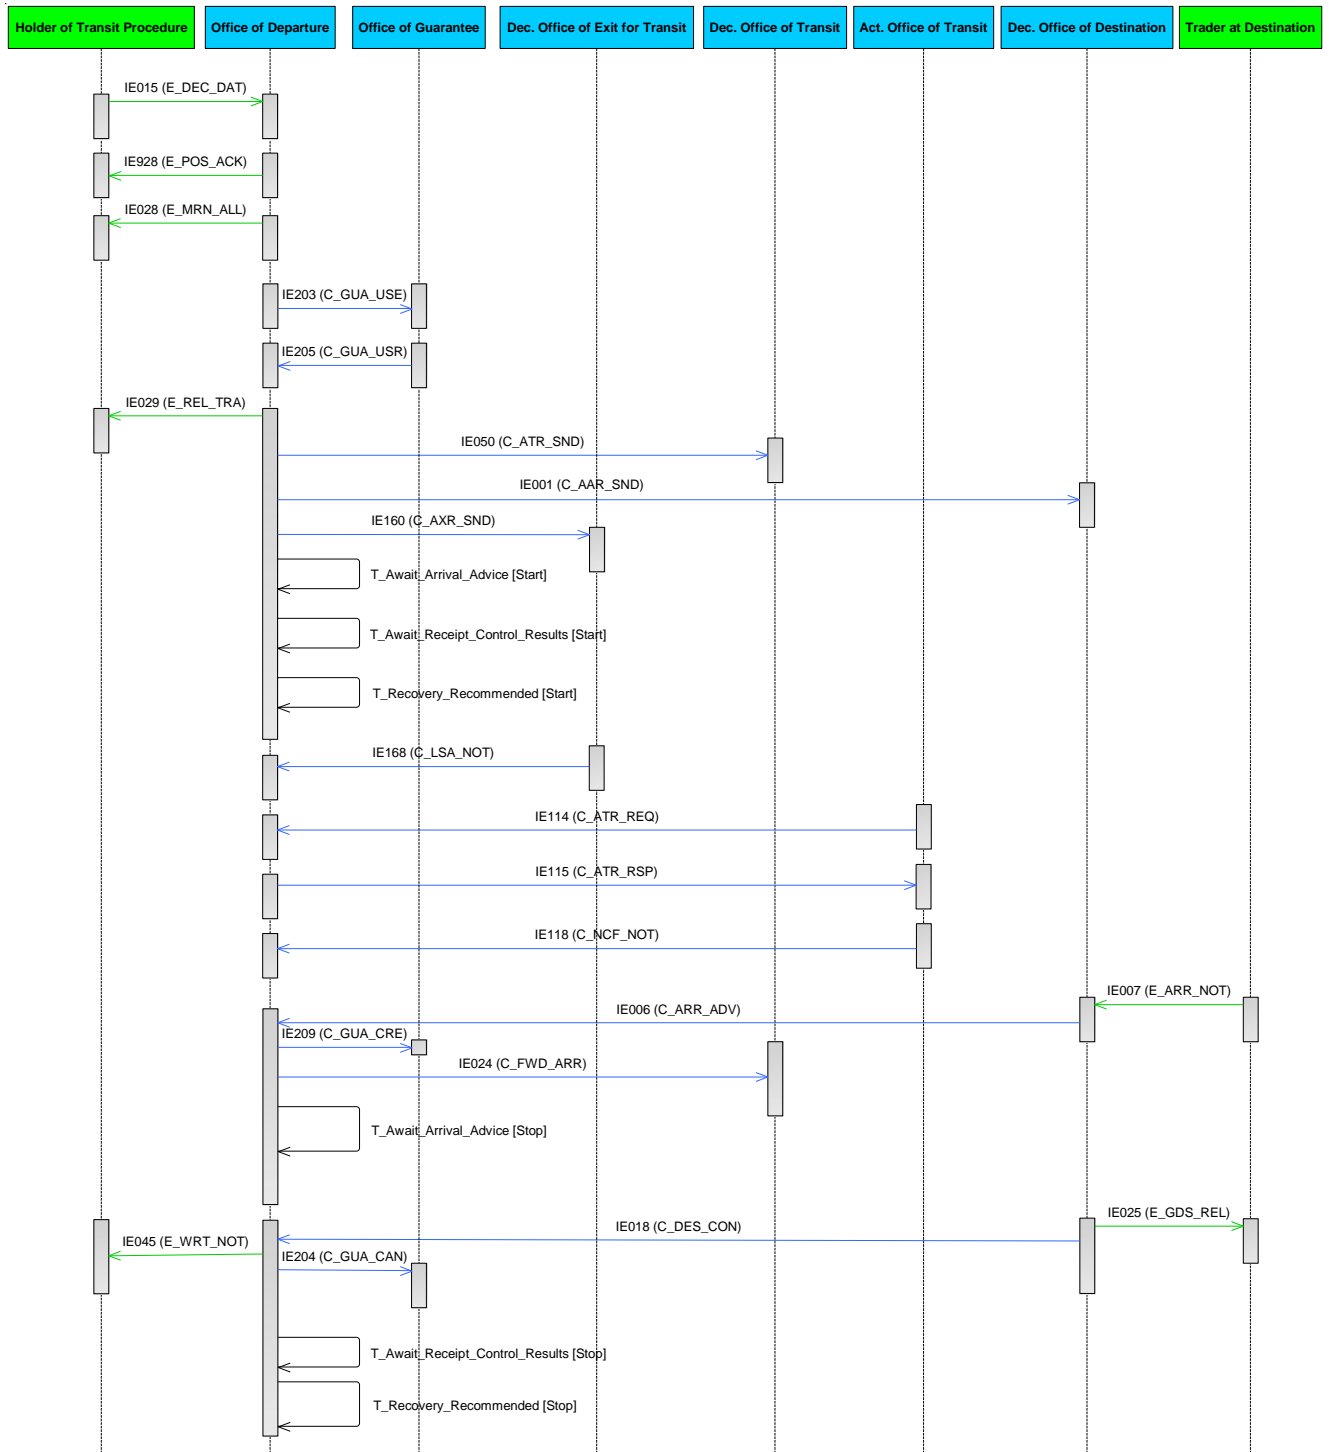 Holder of Transit Procedure
Office of Departure
Office of Guarantee
Dec. Office of Exit for Transit
Dec. Office of Transit
Act. Office of Transit
Dec. Office of Destination
Trader at Destination
IE015 (E_DEC_DAT)
IE928 (E_POS_ACK)
IE028 (E_MRN_ALL)
IE203 (C_GUA_USE)
IE205 (C_GUA_USR)
IE029 (E_REL_TRA)
IE050 (C_ATR_SND)
IE001 (C_AAR_SND)
IE160 (C_AXR_SND)
T_Await_Arrival_Advice [Start]
T_Await_Receipt_Control_Results [Start]
T_Recovery_Recommended [Start]
IE168 (C_LSA_NOT)
IE114 (C_ATR_REQ)
IE115 (C_ATR_RSP)
IE118 (C_NCF_NOT)
IE007 (E_ARR_NOT)
IE006 (C_ARR_ADV)
IE209 (C_GUA_CRE)
IE024 (C_FWD_ARR)
T_Await_Arrival_Advice [Stop]
IE025 (E_GDS_REL)
IE018 (C_DES_CON)
IE045 (E_WRT_NOT)
IE204 (C_GUA_CAN)
T_Await_Receipt_Control_Results [Stop]
T_Recovery_Recommended [Stop]